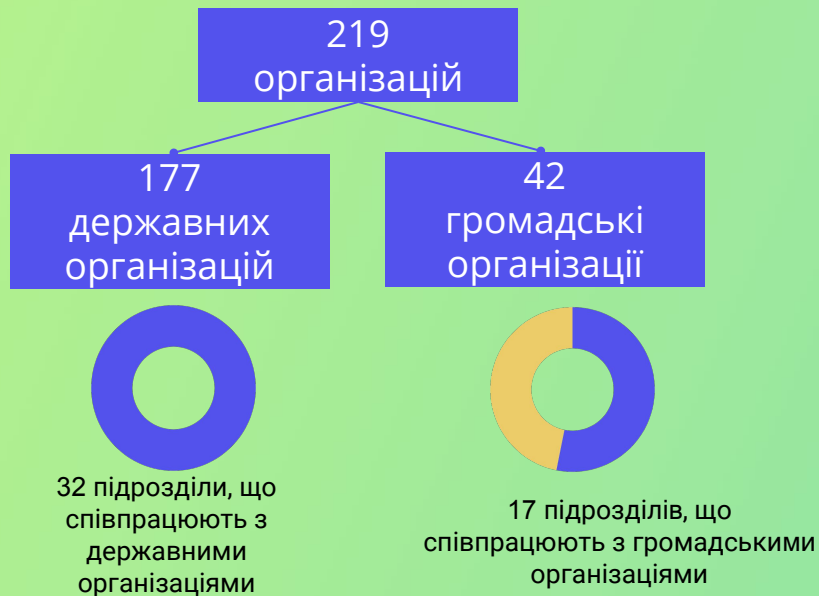 219
організацій
177
державних
організацій
42
громадські
організації
32 підрозділи, що
співпрацюють з
державними
організаціями
17 підрозділів, що
співпрацюють з громадськими
організаціями